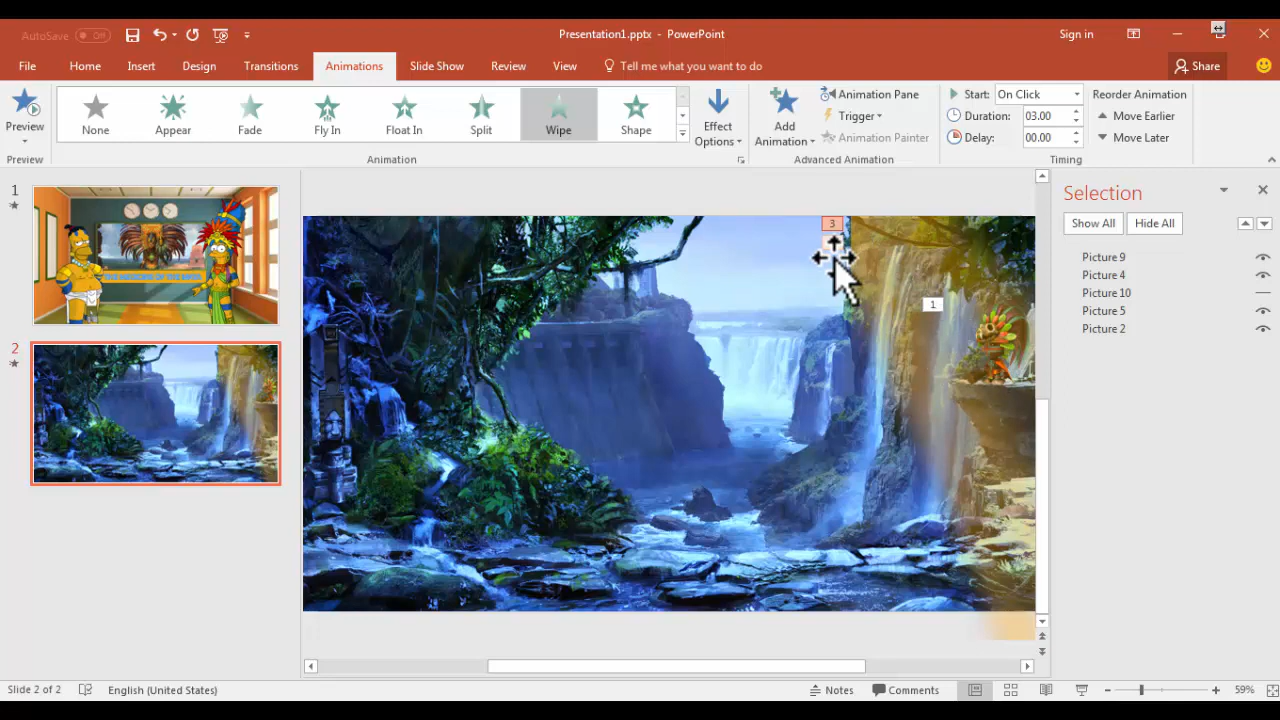 AutoSave Off Presentation1.pptx - PowerPoint Sign in
File Home Insert Design Transitions Animations Slide Show Review View Tell me what you want to do Share
Preview None Appear Fade Fly In Float In Split Wipe Shape Effect Options Add Animation Animation Pane Trigger Animation Painter Start: On Click Duration: 03.00 Delay: 00.00 Reorder Animation Move Earlier Move Later
Preview Animation Advanced Animation Timing
1
2
3
1
Selection
Show All Hide All
Picture 9
Picture 4
Picture 10
Picture 5
Picture 2
Slide 2 of 2 English (United States) Notes Comments 59%